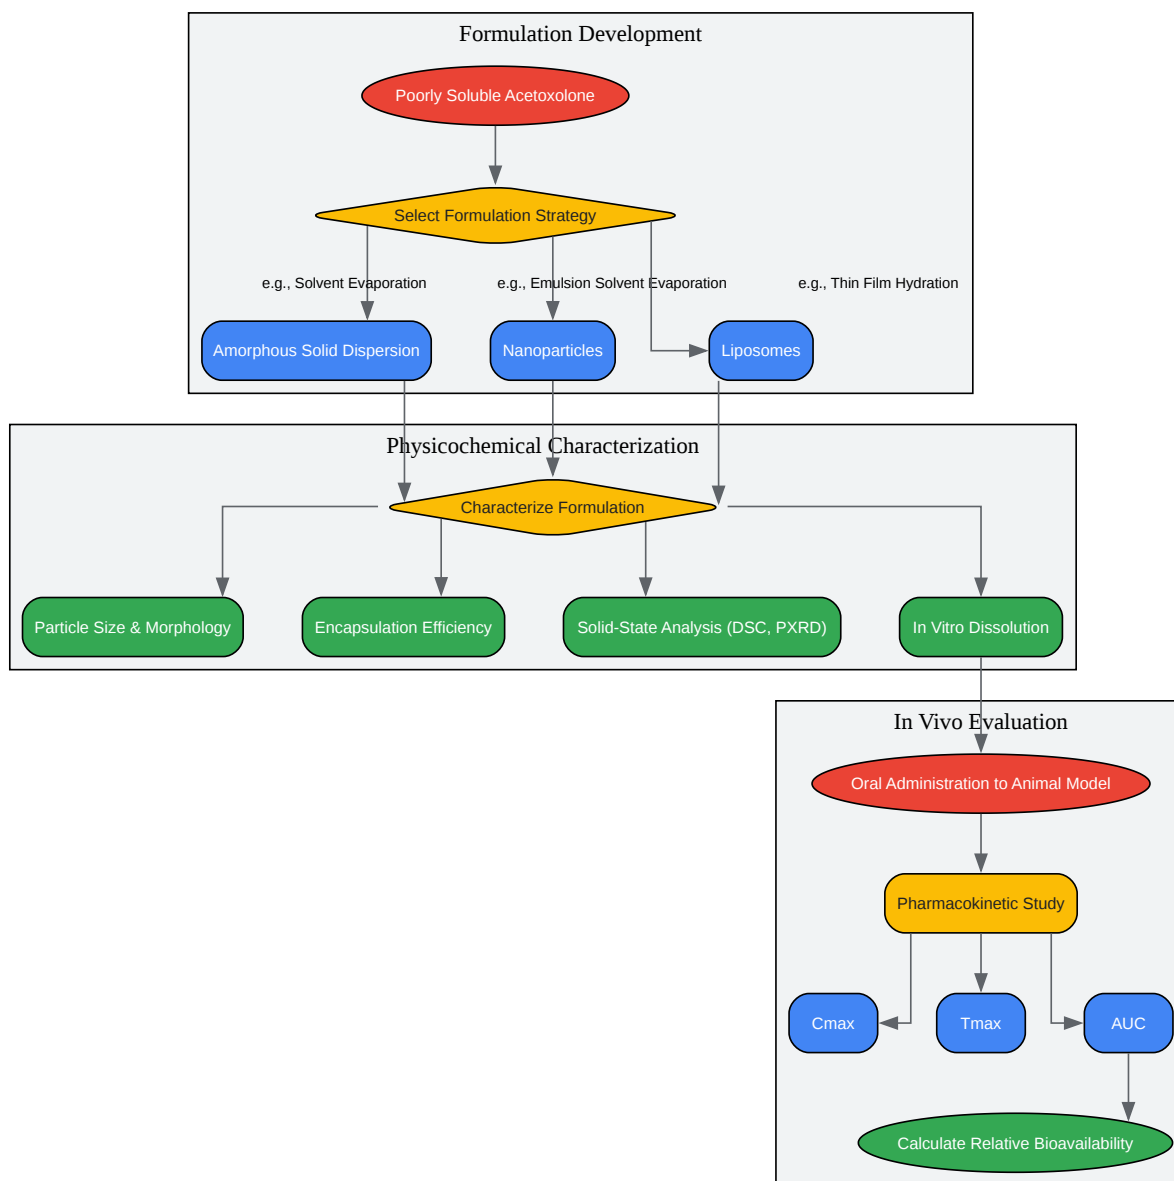 Formulation Development
Poorly Soluble Acetoxolone
Select Formulation Strategy
e.g., Solvent Evaporation
e.g., Emulsion Solvent Evaporation
e.g., Thin Film Hydration
Amorphous Solid Dispersion
Nanoparticles
Liposomes
Physicochemical Characterization
Characterize Formulation
Particle Size & Morphology
Encapsulation Efficiency
Solid-State Analysis (DSC, PXRD)
In Vitro Dissolution
In Vivo Evaluation
Oral Administration to Animal Model
Pharmacokinetic Study
Cmax
Tmax
AUC
Calculate Relative Bioavailability